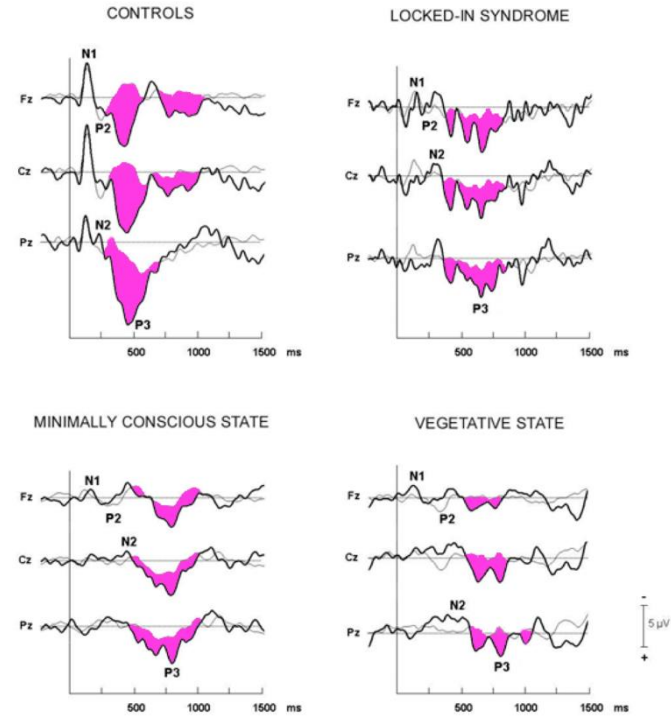 CONTROLS
N1
Fz
P2
Cz
N2
Pz
P3
500 1000 1500 ms
LOCKED-IN SYNDROME
N1
Fz
P2
N2
Cz
Pz
P3
500 1000 1500 ms
MINIMALLY CONSCIOUS STATE
N1
Fz
P2
N2
Cz
Pz
P3
500 1000 1500 ms
VEGETATIVE STATE
N1
Fz
P2
Cz
N2
Pz
P3
500 1000 1500 ms
-
5 µV
+